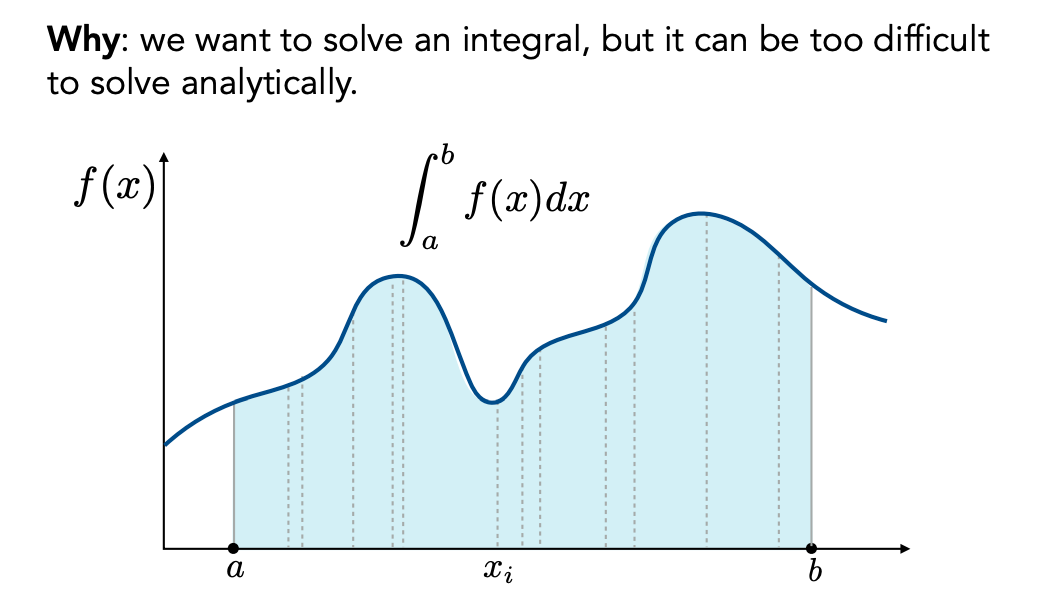 Why: we want to solve an integral, but it can be too difficult
to solve analytically.
f(x)
∫_a^b f(x)dx
a
x_i
b